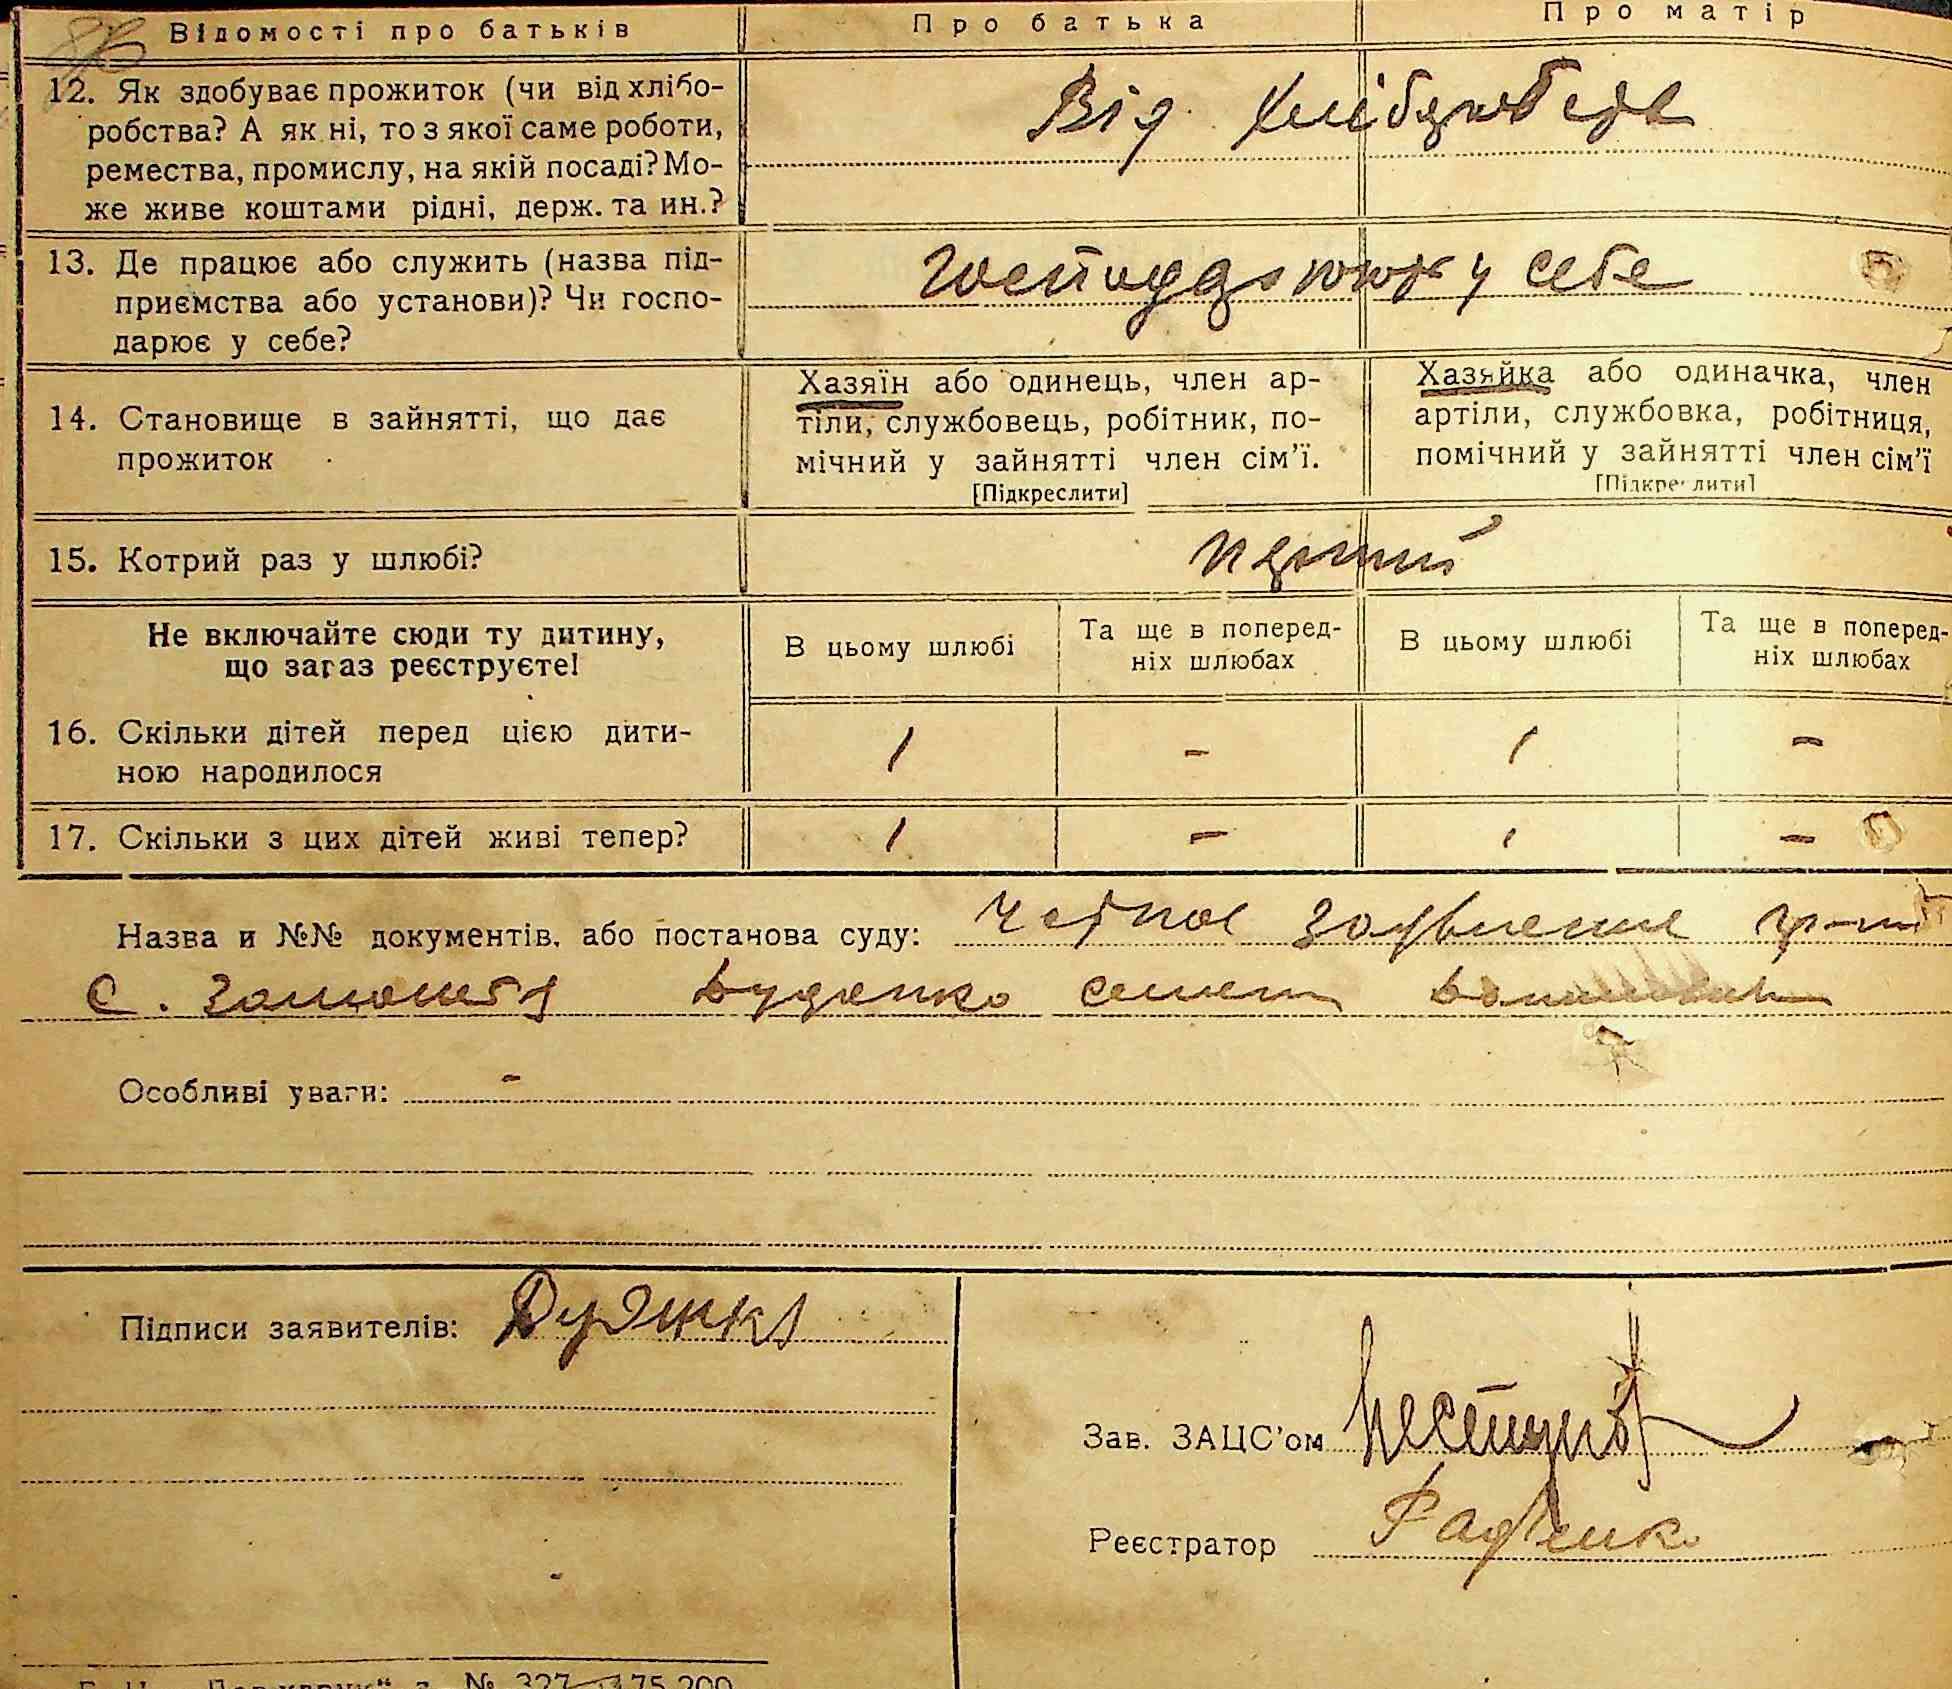 Відомості про батьків
Про батька
Про матір
12. Як здобуває прожиток (чи від хлібо-
робства? А як ні, то з якої саме роботи,
ремества, промислу, на якій посаді? Мо-
же живе коштами рідні, держ. та ин.?
Від
13. Де працює або служить (назва під-
приємства або установи)? Чи госпо-
дарює у себе?
у себе
14. Становище в зайнятті, що дає
прожиток
Хазяїн або одинець, член ар-
тіли, службовець, робітник, по-
мічний у зайнятті член сім'ї.
[Підкреслити]
Хазяйка або одиначка, член
артіли, службовка, робітниця,
помічний у зайнятті член сім'ї
[Підкреслити]
15. Котрий раз у шлюбі?
перший
Не включайте сюди ту дитину,
що зараз реєструєте!
В цьому шлюбі
Та ще в поперед-
ніх шлюбах
В цьому шлюбі
Та ще в поперед-
ніх шлюбах
16. Скільки дітей перед цією дити-
ною народилося
1 - 1 -
17. Скільки з цих дітей живі тепер?
1 - 1 -
Назва и №№ документів, або постанова суду:
с.
Особливі уваги: -
Підписи заявителів:
Зав. ЗАЦС'ом
Реєстратор
№ 327 75.200